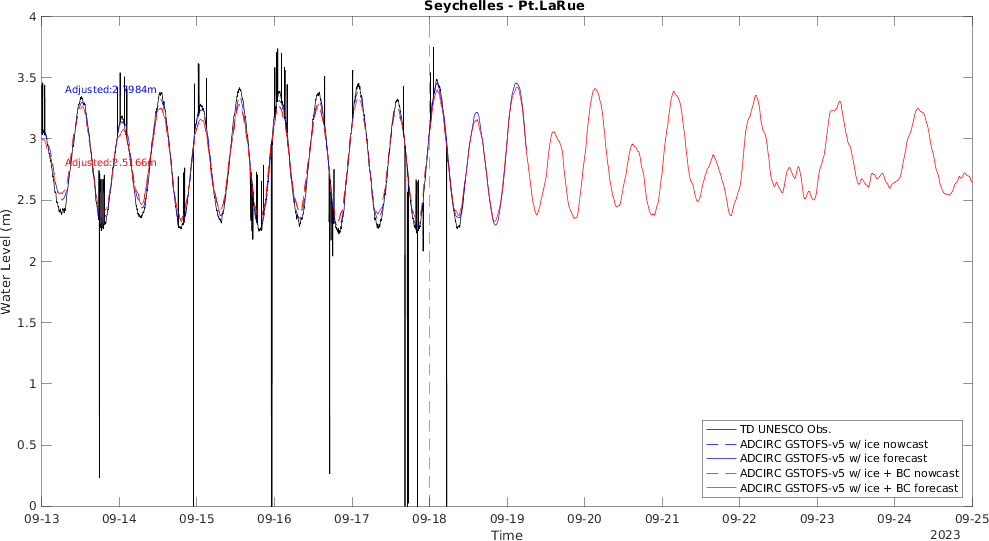 Seychelles - Pt.LaRue
4
3.5
3
2.5
2
1.5
1
0.5
0
Water Level (m)
Adjusted:2.7984m
Adjusted:2.5166m
TD UNESCO Obs.
ADCIRC GSTOFS-v5 w/ ice nowcast
ADCIRC GSTOFS-v5 w/ ice forecast
ADCIRC GSTOFS-v5 w/ ice + BC nowcast
ADCIRC GSTOFS-v5 w/ ice + BC forecast
09-13 09-14 09-15 09-16 09-17 09-18 09-19 09-20 09-21 09-22 09-23 09-24 09-25
Time
2023